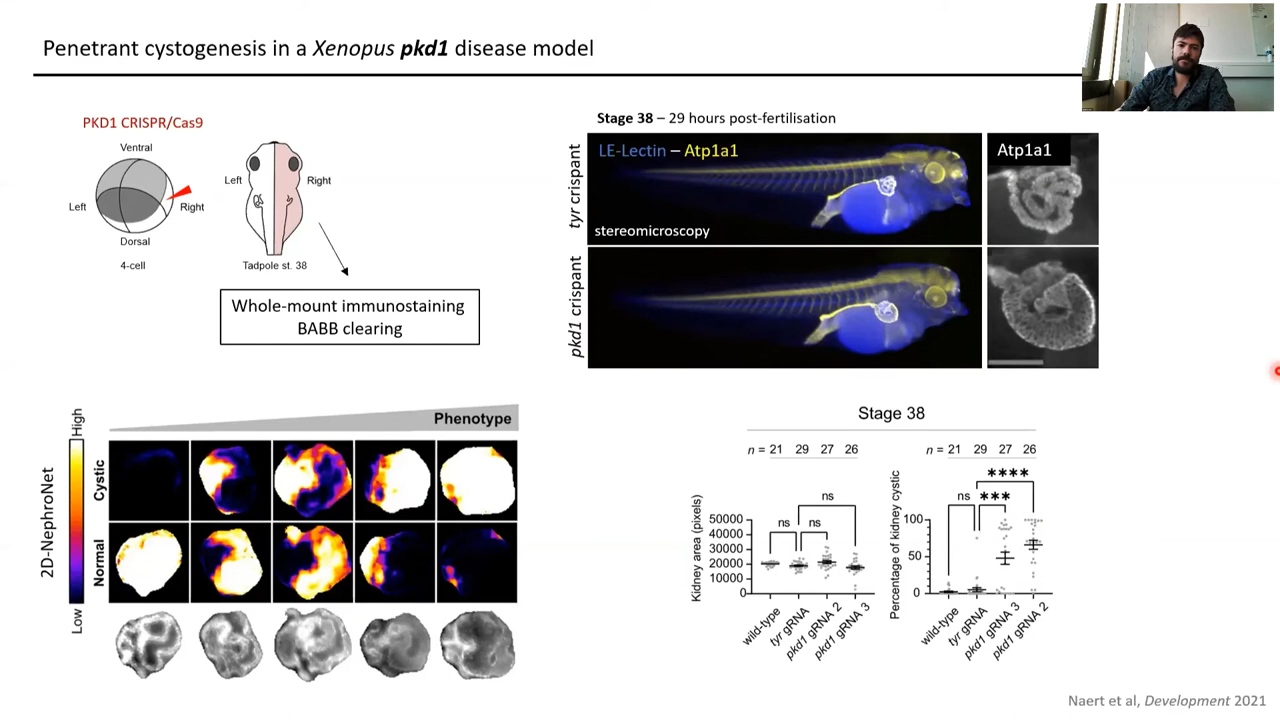 Penetrant cystogenesis in a Xenopus pkd1 disease model
PKD1 CRISPR/Cas9
Ventral
Left
Right
Dorsal
4-cell
Left
Right
Tadpole st. 38
Whole-mount immunostaining
BABB clearing
Stage 38 – 29 hours post-fertilisation
tyr crispant
LE-Lectin – Atp1a1
stereomicroscopy
Atp1a1
pkd1 crispant
2D-NephroNet
High
Low
Phenotype
Cystic
Normal
Stage 38
n = 21 29 27 26
ns
ns ns
Kidney area (pixels)
50000
40000
30000
20000
10000
0
wild-type
tyr gRNA
pkd1 gRNA 2
pkd1 gRNA 3
n = 21 29 27 26
****
ns ***
Percentage of kidney cystic
100
50
0
wild-type
tyr gRNA
pkd1 gRNA 3
pkd1 gRNA 2
Naert et al, Development 2021